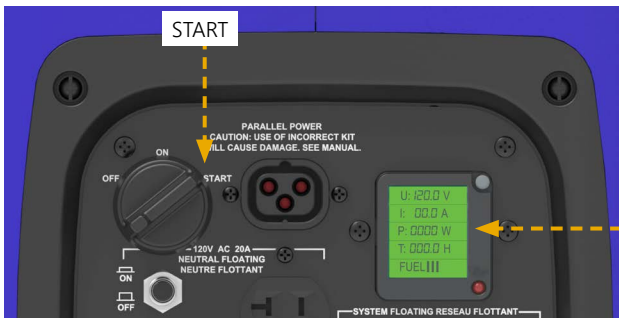 START
PARALLEL POWER
CAUTION: USE OF INCORRECT KIT
WILL CAUSE DAMAGE. SEE MANUAL.
ON
OFF
START
U: 120.0 V
I: 00.0 A
P: 0000 W
T: 000.0 H
FUEL
120V AC 20A
NEUTRAL FLOATING
NEUTRE FLOTTANT
ON
OFF
SYSTEM FLOATING RESEAU FLOTTANT